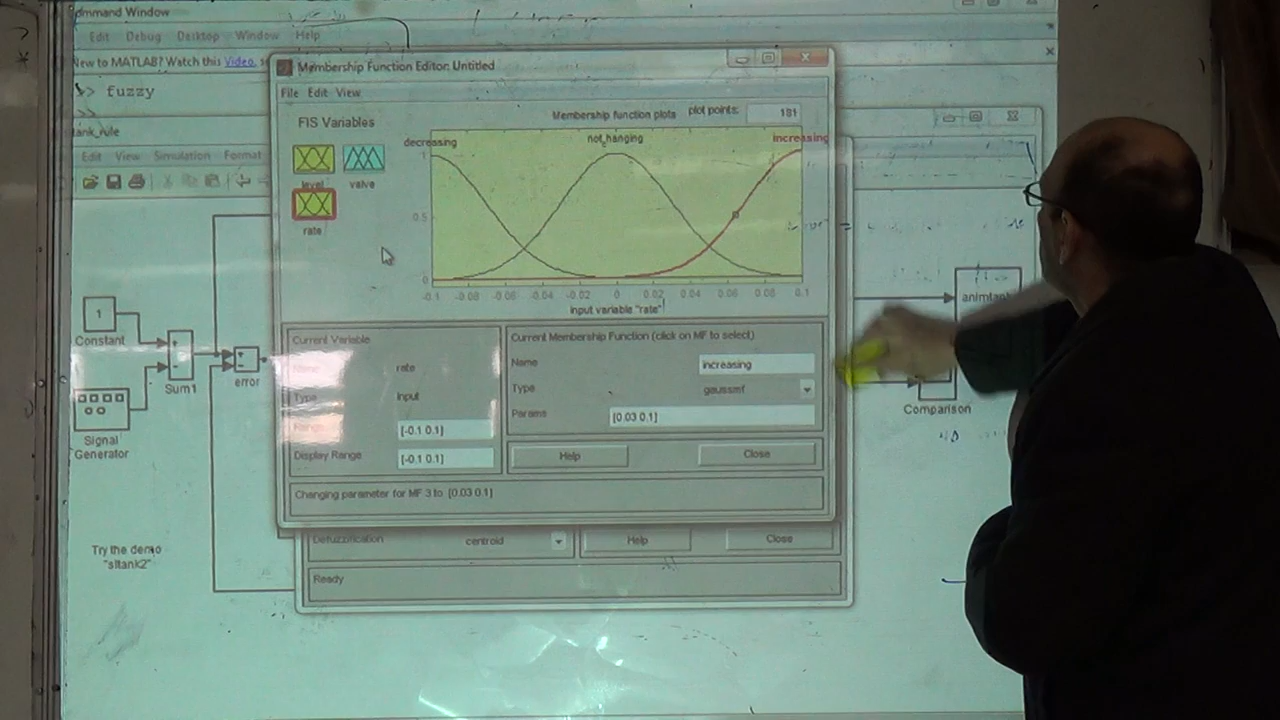 ommand Window
Edit Debug Desktop Window Help
New to MATLAB? Watch this Video, s
>> fuzzy
tank_rule
Edit View Simulation Format
Membership Function Editor: Untitled
File Edit View
FIS Variables
level
valve
rate
Membership function plots
plot points:
181
decreasing
not_hanging
increasing
1
0.5
0
-0.1 -0.08 -0.06 -0.04 -0.02 0 0.02 0.04 0.06 0.08 0.1
input variable "rate"
Current Variable
Name
rate
Type
input
Range
[-0.1 0.1]
Display Range
[-0.1 0.1]
Current Membership Function (click on MF to select)
Name
increasing
Type
gaussmf
Params
[0.03 0.1]
Help
Close
Changing parameter for MF 3 to [0.03 0.1]
Defuzzification
centroid
Help
Close
Ready
1
Constant
Signal
Generator
Sum1
error
animtank
Comparison
Try the demo
"sltank2"